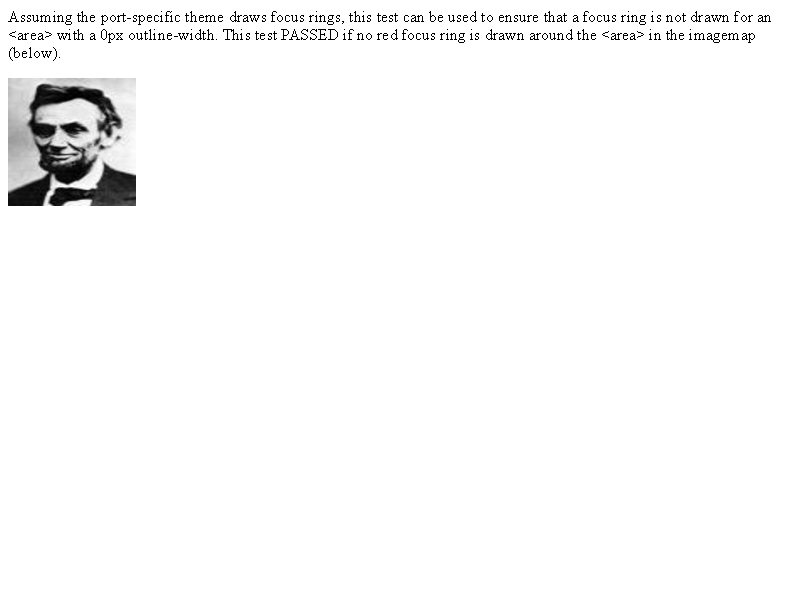 Assuming the port-specific theme draws focus rings, this test can be used to ensure that a focus ring is not drawn for an
<area> with a 0px outline-width. This test PASSED if no red focus ring is drawn around the <area> in the imagemap
(below).